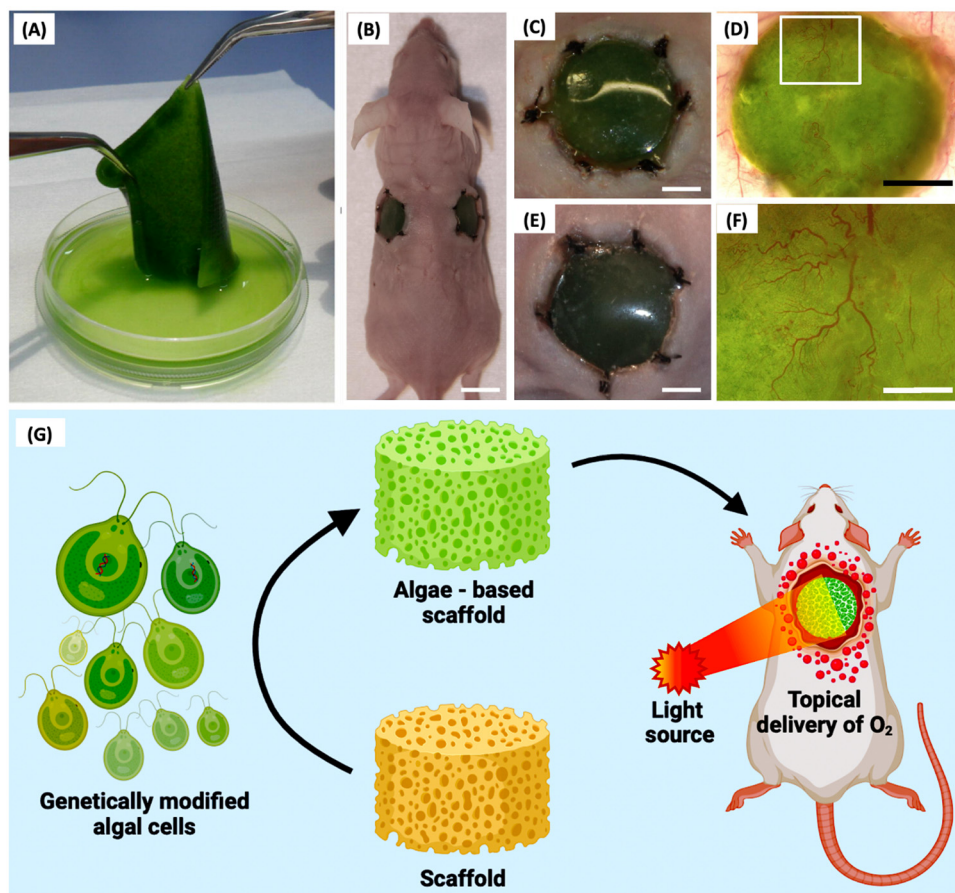 (A)
(B)
(C)
(D)
(E)
(F)
(G)
Algae - based
scaffold
Light
source
Topical
delivery of O₂
Genetically modified
algal cells
Scaffold